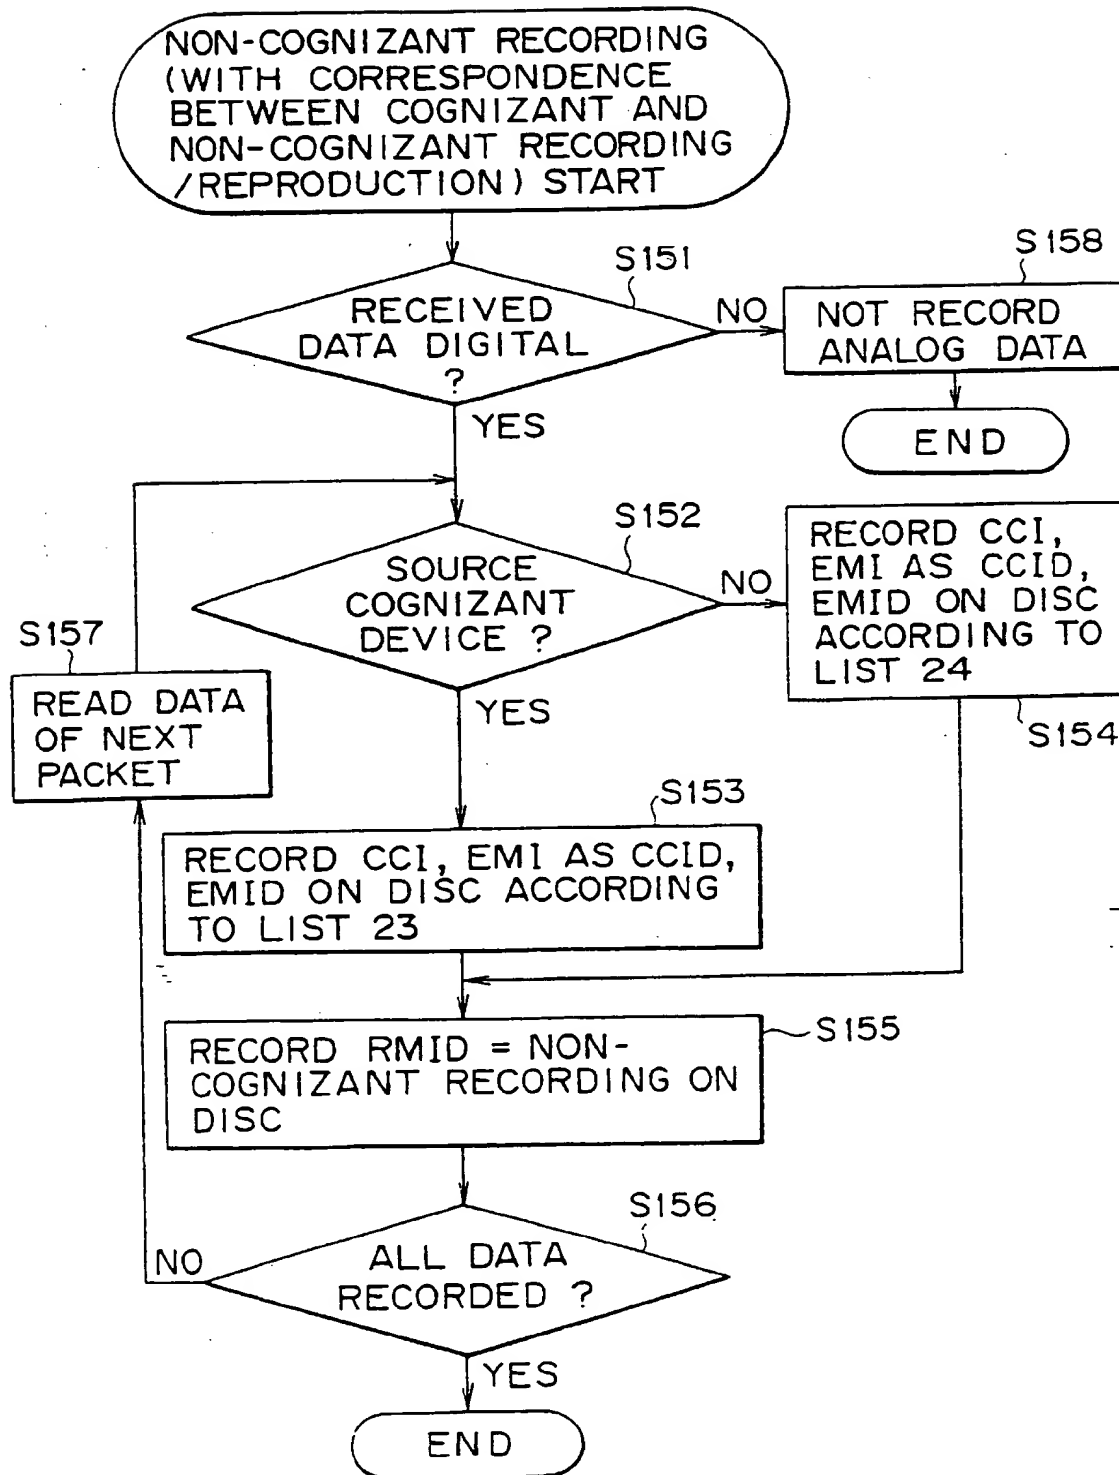 NON-COGNIZANT RECORDING
(WITH CORRESPONDENCE
BETWEEN COGNIZANT AND
NON-COGNIZANT RECORDING
/REPRODUCTION) START
S151
RECEIVED
DATA DIGITAL
?
NO
YES
S158
NOT RECORD
ANALOG DATA
END
S152
SOURCE
COGNIZANT
DEVICE ?
NO
YES
RECORD CCI,
EMI AS CCID,
EMID ON DISC
ACCORDING TO
LIST 24
S154
S157
READ DATA
OF NEXT
PACKET
S153
RECORD CCI, EMI AS CCID,
EMID ON DISC ACCORDING
TO LIST 23
S155
RECORD RMID = NON-
COGNIZANT RECORDING ON
DISC
S156
ALL DATA
RECORDED ?
NO
YES
END